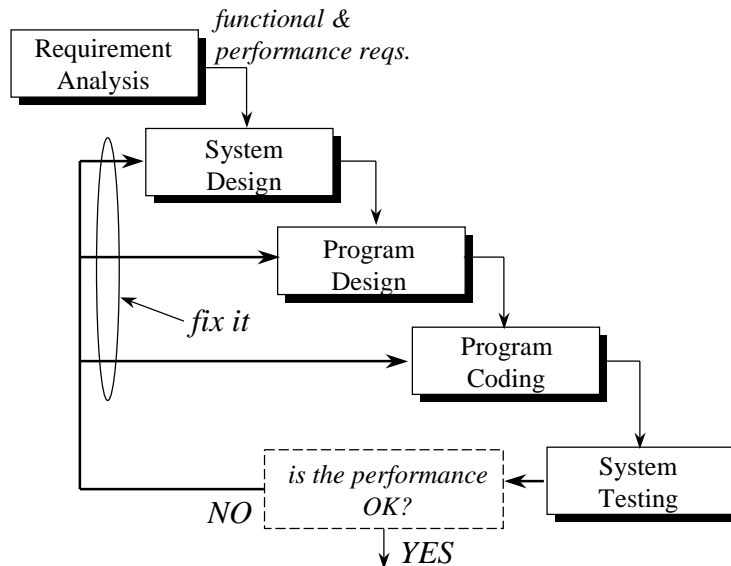 functional &
performance reqs.
Requirement
Analysis
System
Design
Program
Design
fix it
Program
Coding
System
Testing
is the performance
OK?
NO
YES